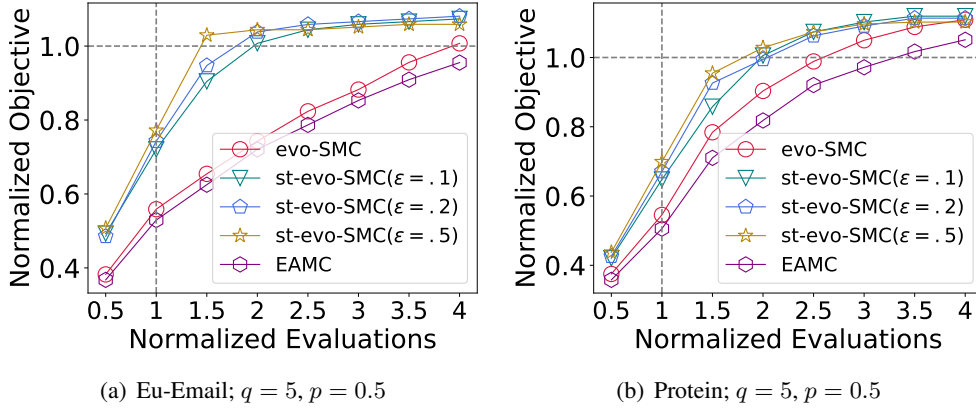 Normalized Objective
1.0
0.8
0.6
0.4
evo-SMC
st-evo-SMC(ε = .1)
st-evo-SMC(ε = .2)
st-evo-SMC(ε = .5)
EAMC
0.5 1 1.5 2 2.5 3 3.5 4
Normalized Evaluations
(a) Eu-Email; q = 5, p = 0.5
Normalized Objective
1.0
0.8
0.6
0.4
evo-SMC
st-evo-SMC(ε = .1)
st-evo-SMC(ε = .2)
st-evo-SMC(ε = .5)
EAMC
0.5 1 1.5 2 2.5 3 3.5 4
Normalized Evaluations
(b) Protein; q = 5, p = 0.5